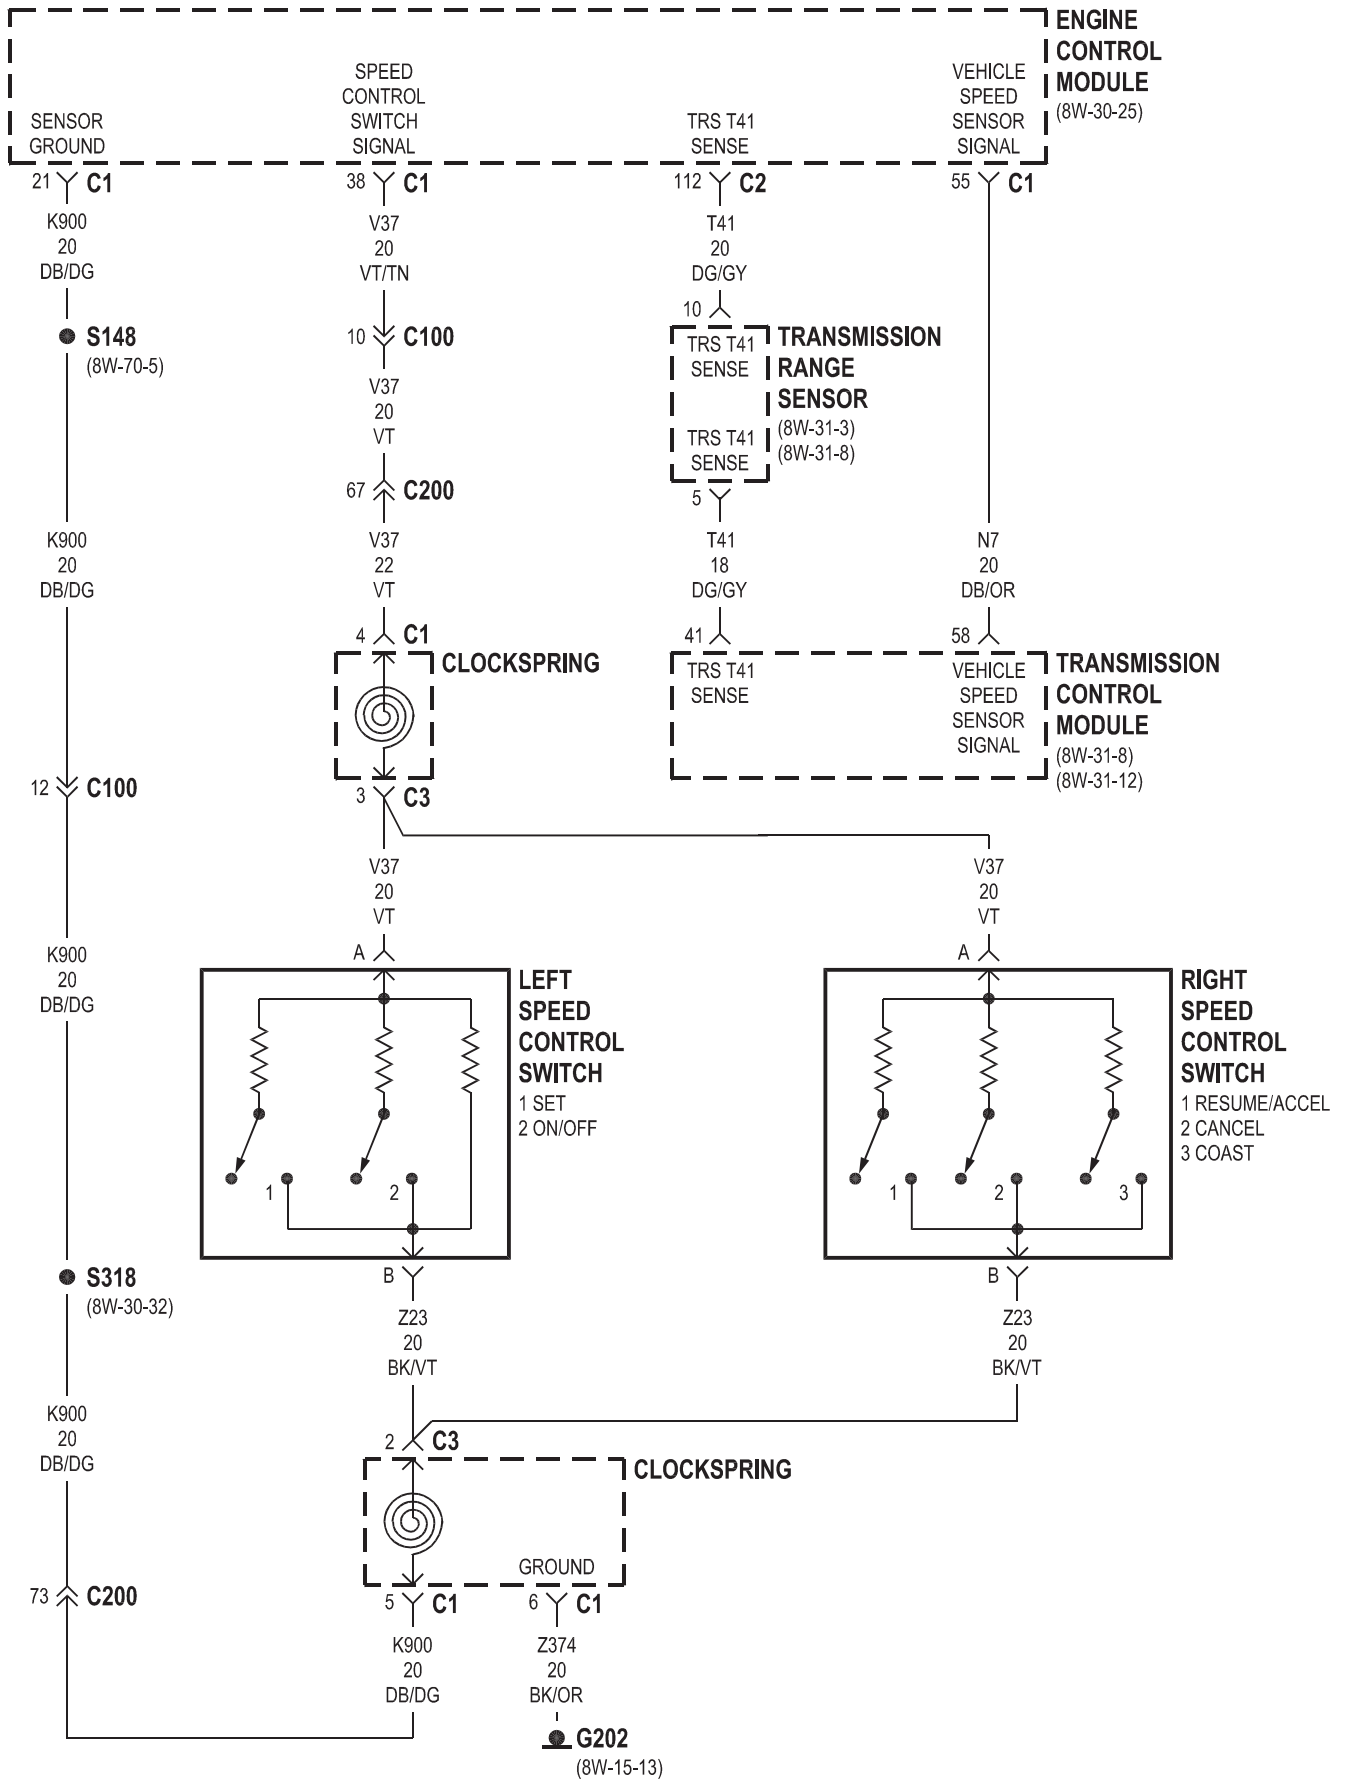 ENGINE
CONTROL
MODULE
(8W-30-25)
SENSOR
GROUND
SPEED
CONTROL
SWITCH
SIGNAL
TRS T41
SENSE
VEHICLE
SPEED
SENSOR
SIGNAL
21 C1
38 C1
112 C2
55 C1
K900
20
DB/DG
V37
20
VT/TN
T41
20
DG/GY
S148
(8W-70-5)
10 C100
10
TRS T41
SENSE
TRS T41
SENSE
TRANSMISSION
RANGE
SENSOR
(8W-31-3)
(8W-31-8)
V37
20
VT
67 C200
5
K900
20
DB/DG
V37
22
VT
T41
18
DG/GY
N7
20
DB/OR
4 C1
41
58
CLOCKSPRING
TRS T41
SENSE
VEHICLE
SPEED
SENSOR
SIGNAL
TRANSMISSION
CONTROL
MODULE
(8W-31-8)
(8W-31-12)
12 C100
3 C3
V37
20
VT
V37
20
VT
K900
20
DB/DG
A
A
LEFT
SPEED
CONTROL
SWITCH
1 SET
2 ON/OFF
RIGHT
SPEED
CONTROL
SWITCH
1 RESUME/ACCEL
2 CANCEL
3 COAST
1
2
1
2
3
S318
(8W-30-32)
B
B
Z23
20
BK/VT
Z23
20
BK/VT
K900
20
DB/DG
2 C3
CLOCKSPRING
GROUND
73 C200
5 C1
6 C1
K900
20
DB/DG
Z374
20
BK/OR
G202
(8W-15-13)